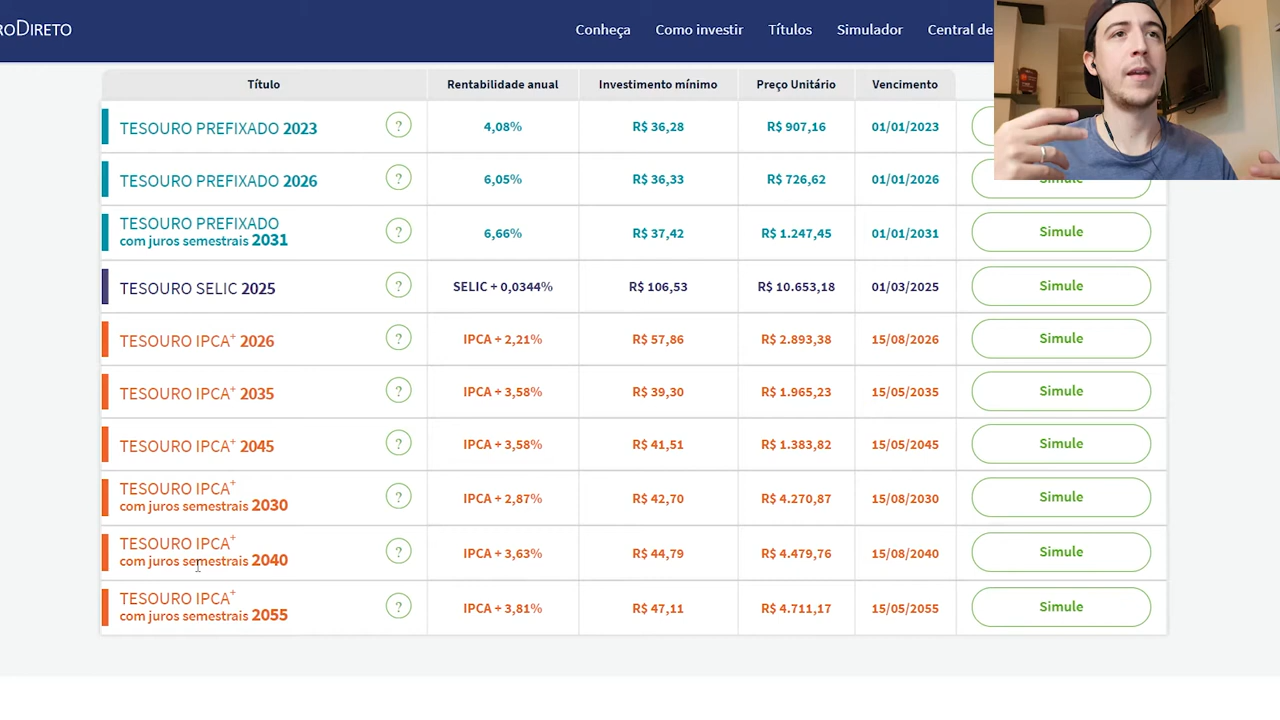 RODIRETO
Conheça Como investir Títulos Simulador Central de
Título Rentabilidade anual Investimento mínimo Preço Unitário Vencimento
TESOURO PREFIXADO 2023 ? 4,08% R$ 36,28 R$ 907,16 01/01/2023
TESOURO PREFIXADO 2026 ? 6,05% R$ 36,33 R$ 726,62 01/01/2026 Simule
TESOURO PREFIXADO
com juros semestrais 2031 ? 6,66% R$ 37,42 R$ 1.247,45 01/01/2031 Simule
TESOURO SELIC 2025 ? SELIC + 0,0344% R$ 106,53 R$ 10.653,18 01/03/2025 Simule
TESOURO IPCA+ 2026 ? IPCA + 2,21% R$ 57,86 R$ 2.893,38 15/08/2026 Simule
TESOURO IPCA+ 2035 ? IPCA + 3,58% R$ 39,30 R$ 1.965,23 15/05/2035 Simule
TESOURO IPCA+ 2045 ? IPCA + 3,58% R$ 41,51 R$ 1.383,82 15/05/2045 Simule
TESOURO IPCA+
com juros semestrais 2030 ? IPCA + 2,87% R$ 42,70 R$ 4.270,87 15/08/2030 Simule
TESOURO IPCA+
com juros semestrais 2040 ? IPCA + 3,63% R$ 44,79 R$ 4.479,76 15/08/2040 Simule
TESOURO IPCA+
com juros semestrais 2055 ? IPCA + 3,81% R$ 47,11 R$ 4.711,17 15/05/2055 Simule